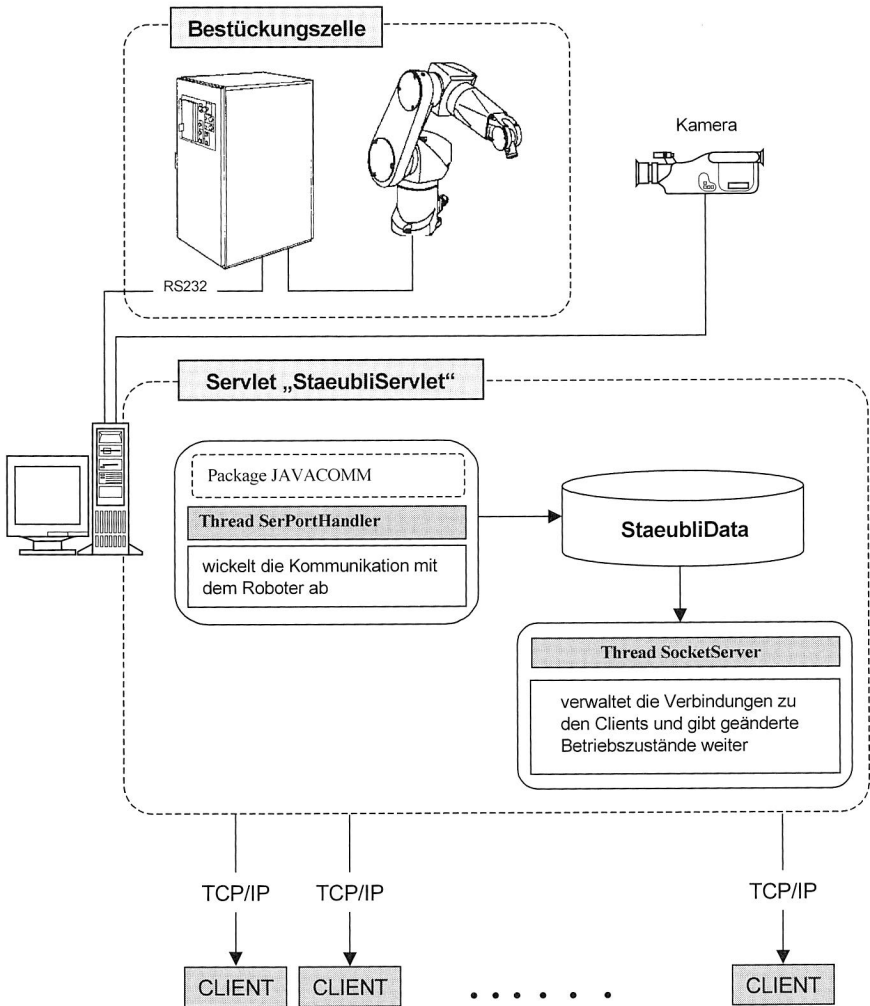 Bestückungszelle
Kamera
RS232
Servlet „StaeubliServlet“
Package JAVACOMM
Thread SerPortHandler
wickelt die Kommunikation mit
dem Roboter ab
StaeubliData
Thread SocketServer
verwaltet die Verbindungen zu
den Clients und gibt geänderte
Betriebszustände weiter
TCP/IP
TCP/IP
TCP/IP
CLIENT
CLIENT
. . . . . .
CLIENT